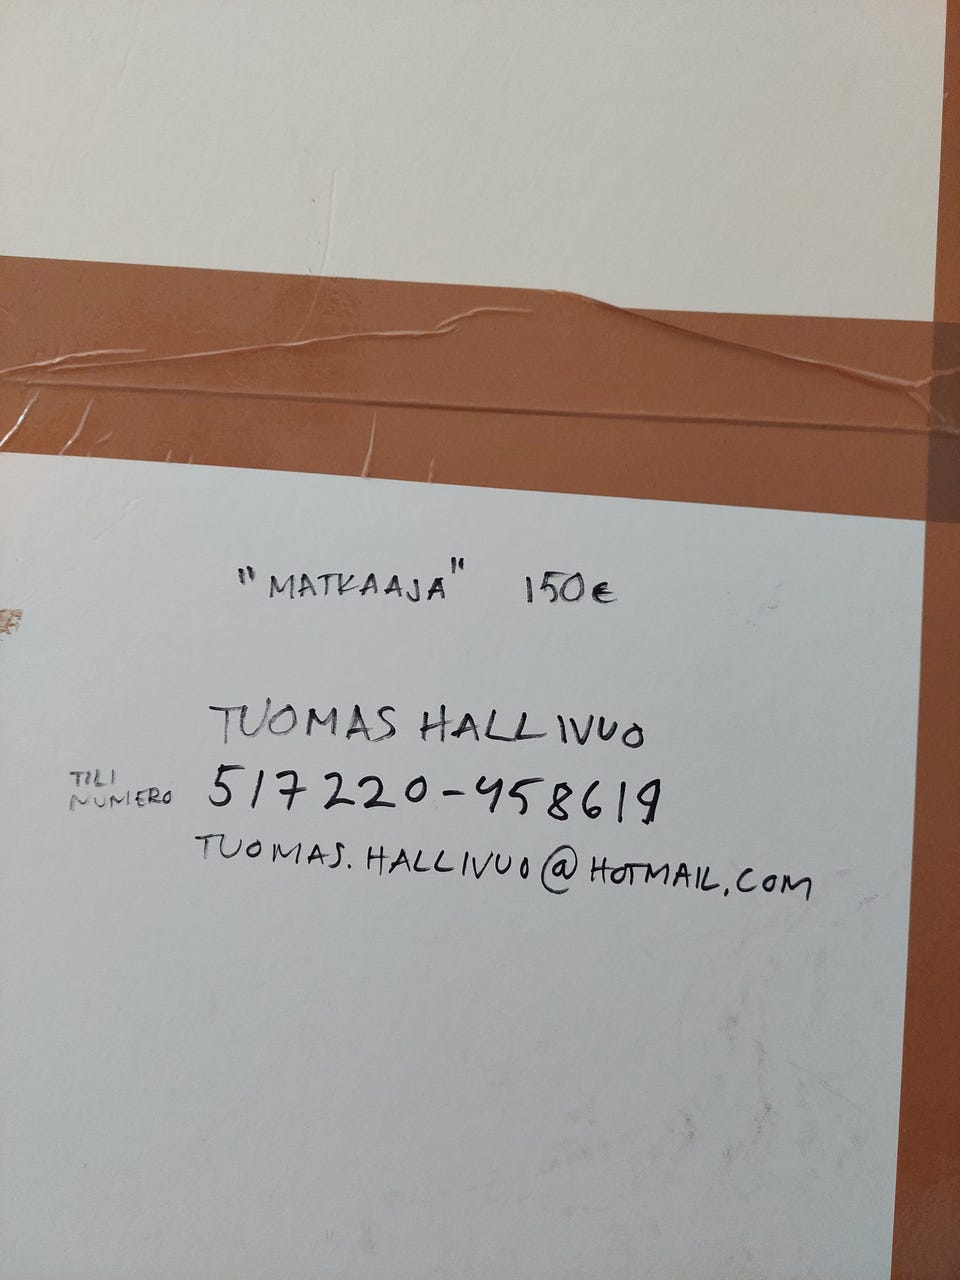 "MATKAAJA" 150€
TUOMAS HALLIVUO
TILI
NUMERO 517220-458619
TUOMAS.HALLIVUO@HOTMAIL.COM